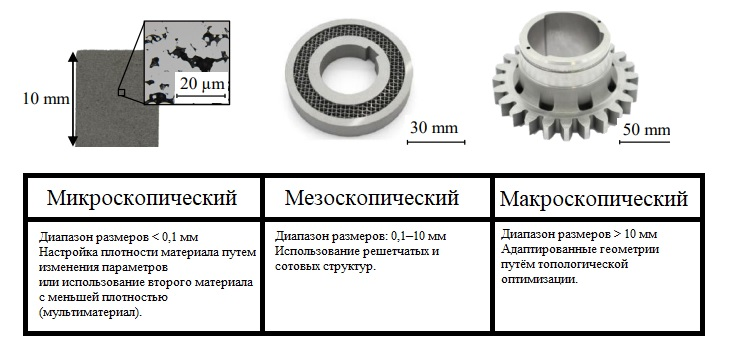 10 mm
20 µm
30 mm
50 mm
Микроскопический
Диапазон размеров < 0,1 мм
Настройка плотности материала путем
изменения параметров
или использование второго материала
с меньшей плотностью
(мультиматериал).
Мезоскопический
Диапазон размеров: 0,1–10 мм
Использование решетчатых и
сотовых структур.
Макроскопический
Диапазон размеров > 10 мм
Адаптированные геометрии
путём топологической
оптимизации.